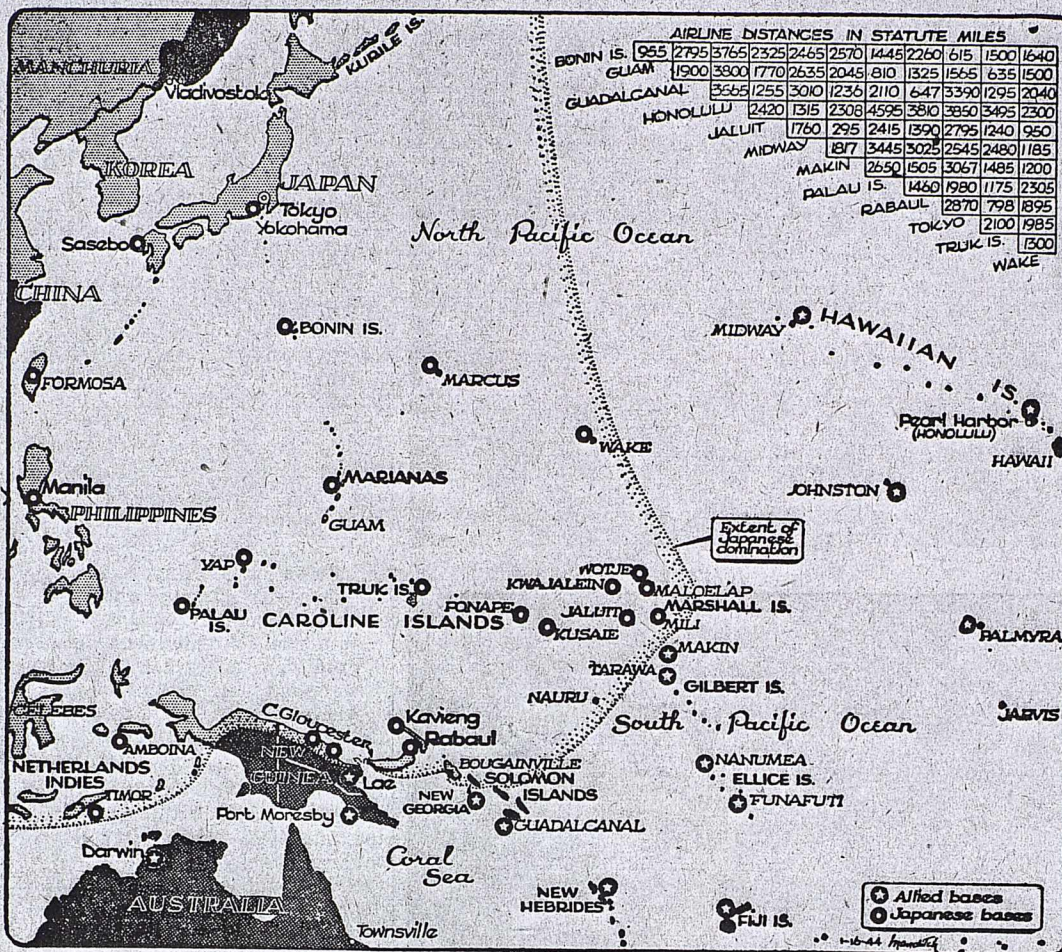 AIRLINE DISTANCES IN STATUTE MILES
BONIN IS. 955 2795 3765 2325 2465 2570 1445 2260 615 1500 1640
GUAM 1900 3800 1770 2635 2045 810 1325 1565 635 1500
GUADALCANAL 3665 1255 3010 1236 2110 647 3390 1295 2040
HONOLULU 2420 1315 2308 4595 3810 3850 3495 2300
JALUIT 1760 295 2415 1390 2795 1240 950
MIDWAY 1817 3445 3025 2545 2480 1185
MAKIN 2650 1505 3067 1485 1200
PALAU IS. 1460 1980 1175 2305
RABAUL 2870 798 1895
TOKYO 2100 1985
TRUK IS. 1300
WAKE
KURILE IS.
MANCHURIA
Vladivostok
KOREA
JAPAN
Tokyo
Yokohama
Sasebo
North Pacific Ocean
CHINA
BONIN IS.
MIDWAY
HAWAIIAN IS.
FORMOSA
MARCUS
Pearl Harbor
(HONOLULU)
WAKE
HAWAII
Manila
MARIANAS
JOHNSTON
PHILIPPINES
GUAM
Extent of
Japanese
domination
YAP
WOTJE
TRUK IS.
KWAJALEIN
MALOELAP
PALAU
IS.
CAROLINE ISLANDS
PONAPE
JALUIT
MARSHALL IS.
MILI
KUSAIE
PALMYRA
MAKIN
TARAWA
GILBERT IS.
NAURU
CELEBES
C. Gloucester
Kavieng
Rabaul
South Pacific Ocean
JARVIS
AMBOINA
NEW
GUINEA
BOUGAINVILLE
NANUMEA
NETHERLANDS
INDIES
Lae
SOLOMON
ISLANDS
ELLICE IS.
TIMOR
NEW
GEORGIA
FUNAFUTI
Port Moresby
GUADALCANAL
Darwin
Coral
Sea
AUSTRALIA
NEW
HEBRIDES
FIJI IS.
Allied bases
Japanese bases
Townsville